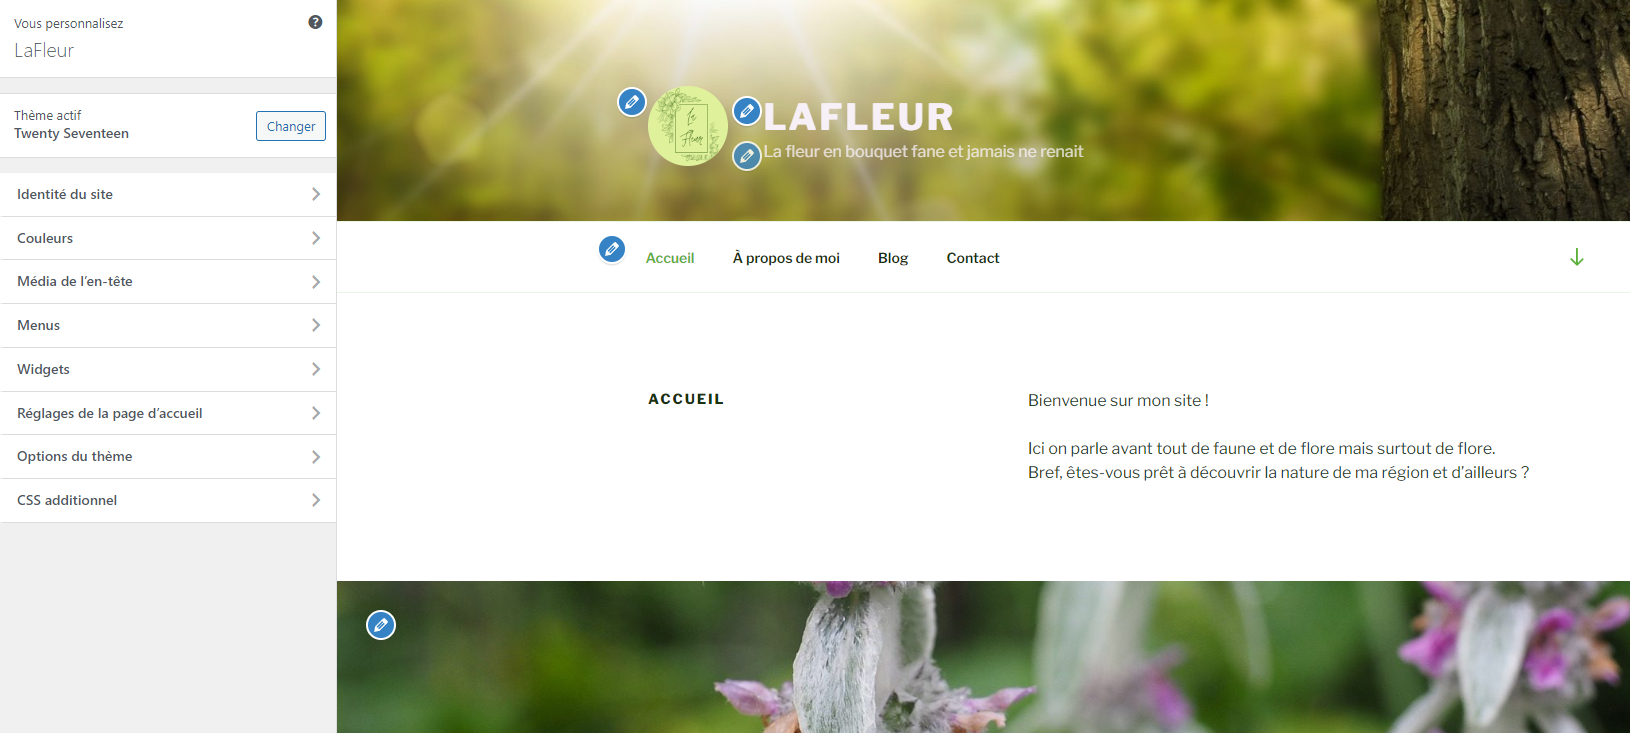 Vous personnalisez
LaFleur
Thème actif
Twenty Seventeen
Changer
Identité du site
Couleurs
Média de l’en-tête
Menus
Widgets
Réglages de la page d’accueil
Options du thème
CSS additionnel
La
Fleur
LAFLEUR
La fleur en bouquet fane et jamais ne renait
Accueil
À propos de moi
Blog
Contact
ACCUEIL
Bienvenue sur mon site !
Ici on parle avant tout de faune et de flore mais surtout de flore.
Bref, êtes-vous prêt à découvrir la nature de ma région et d’ailleurs ?